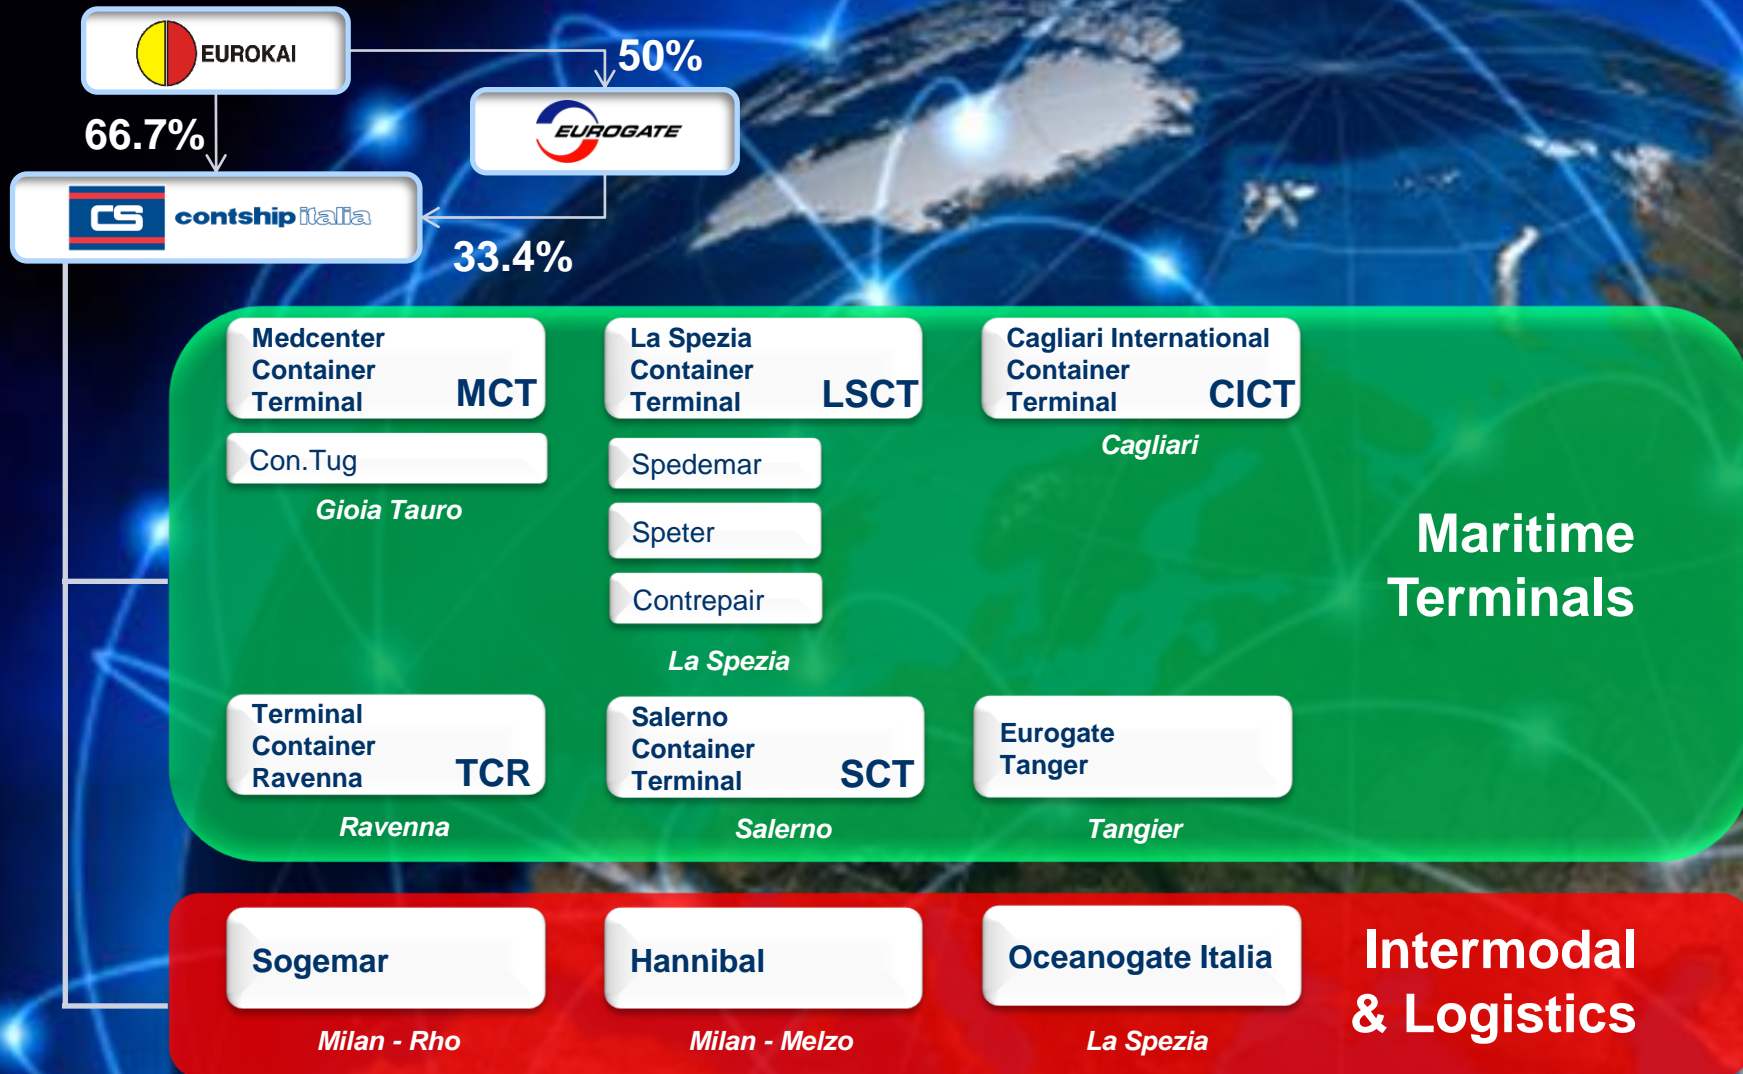 EUROKAI
50%
EUROGATE
66.7%
CS contship italia
33.4%
Medcenter
Container
Terminal MCT
Con.Tug
Gioia Tauro
La Spezia
Container
Terminal LSCT
Spedemar
Speter
Contrepair
La Spezia
Cagliari International
Container
Terminal CICT
Cagliari
Maritime
Terminals
Terminal
Container
Ravenna TCR
Ravenna
Salerno
Container
Terminal SCT
Salerno
Eurogate
Tanger
Tangier
Sogemar
Milan - Rho
Hannibal
Milan - Melzo
Oceanogate Italia
La Spezia
Intermodal
& Logistics